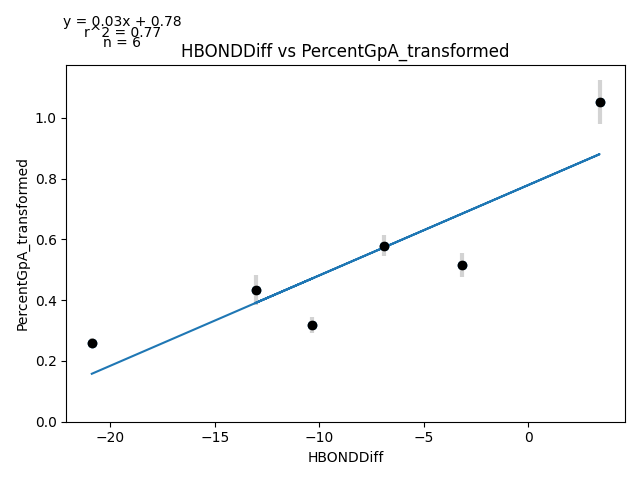 y = 0.03x + 0.78
r^2 = 0.77
n = 6
HBONDDiff vs PercentGpA_transformed
PercentGpA_transformed
1.0
0.8
0.6
0.4
0.2
0.0
−20
−15
−10
−5
0
HBONDDiff